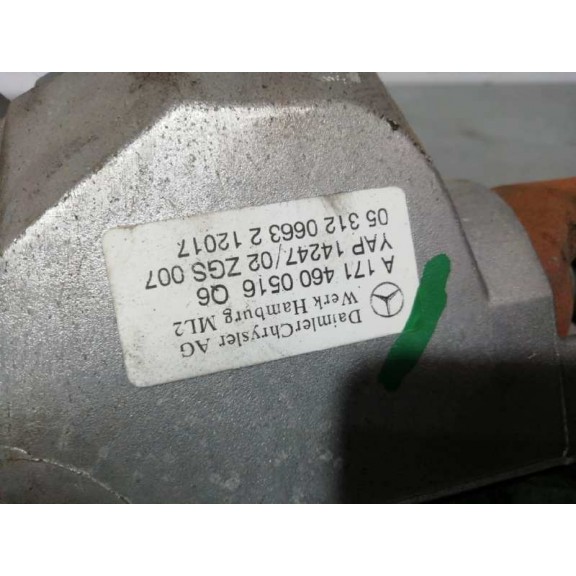 DaimlerChrysler AG
Werk Hamburg ML2
A 171 460 0516 Q6
YAP 14247/02 ZGS 007
05 312 0663 2 12017